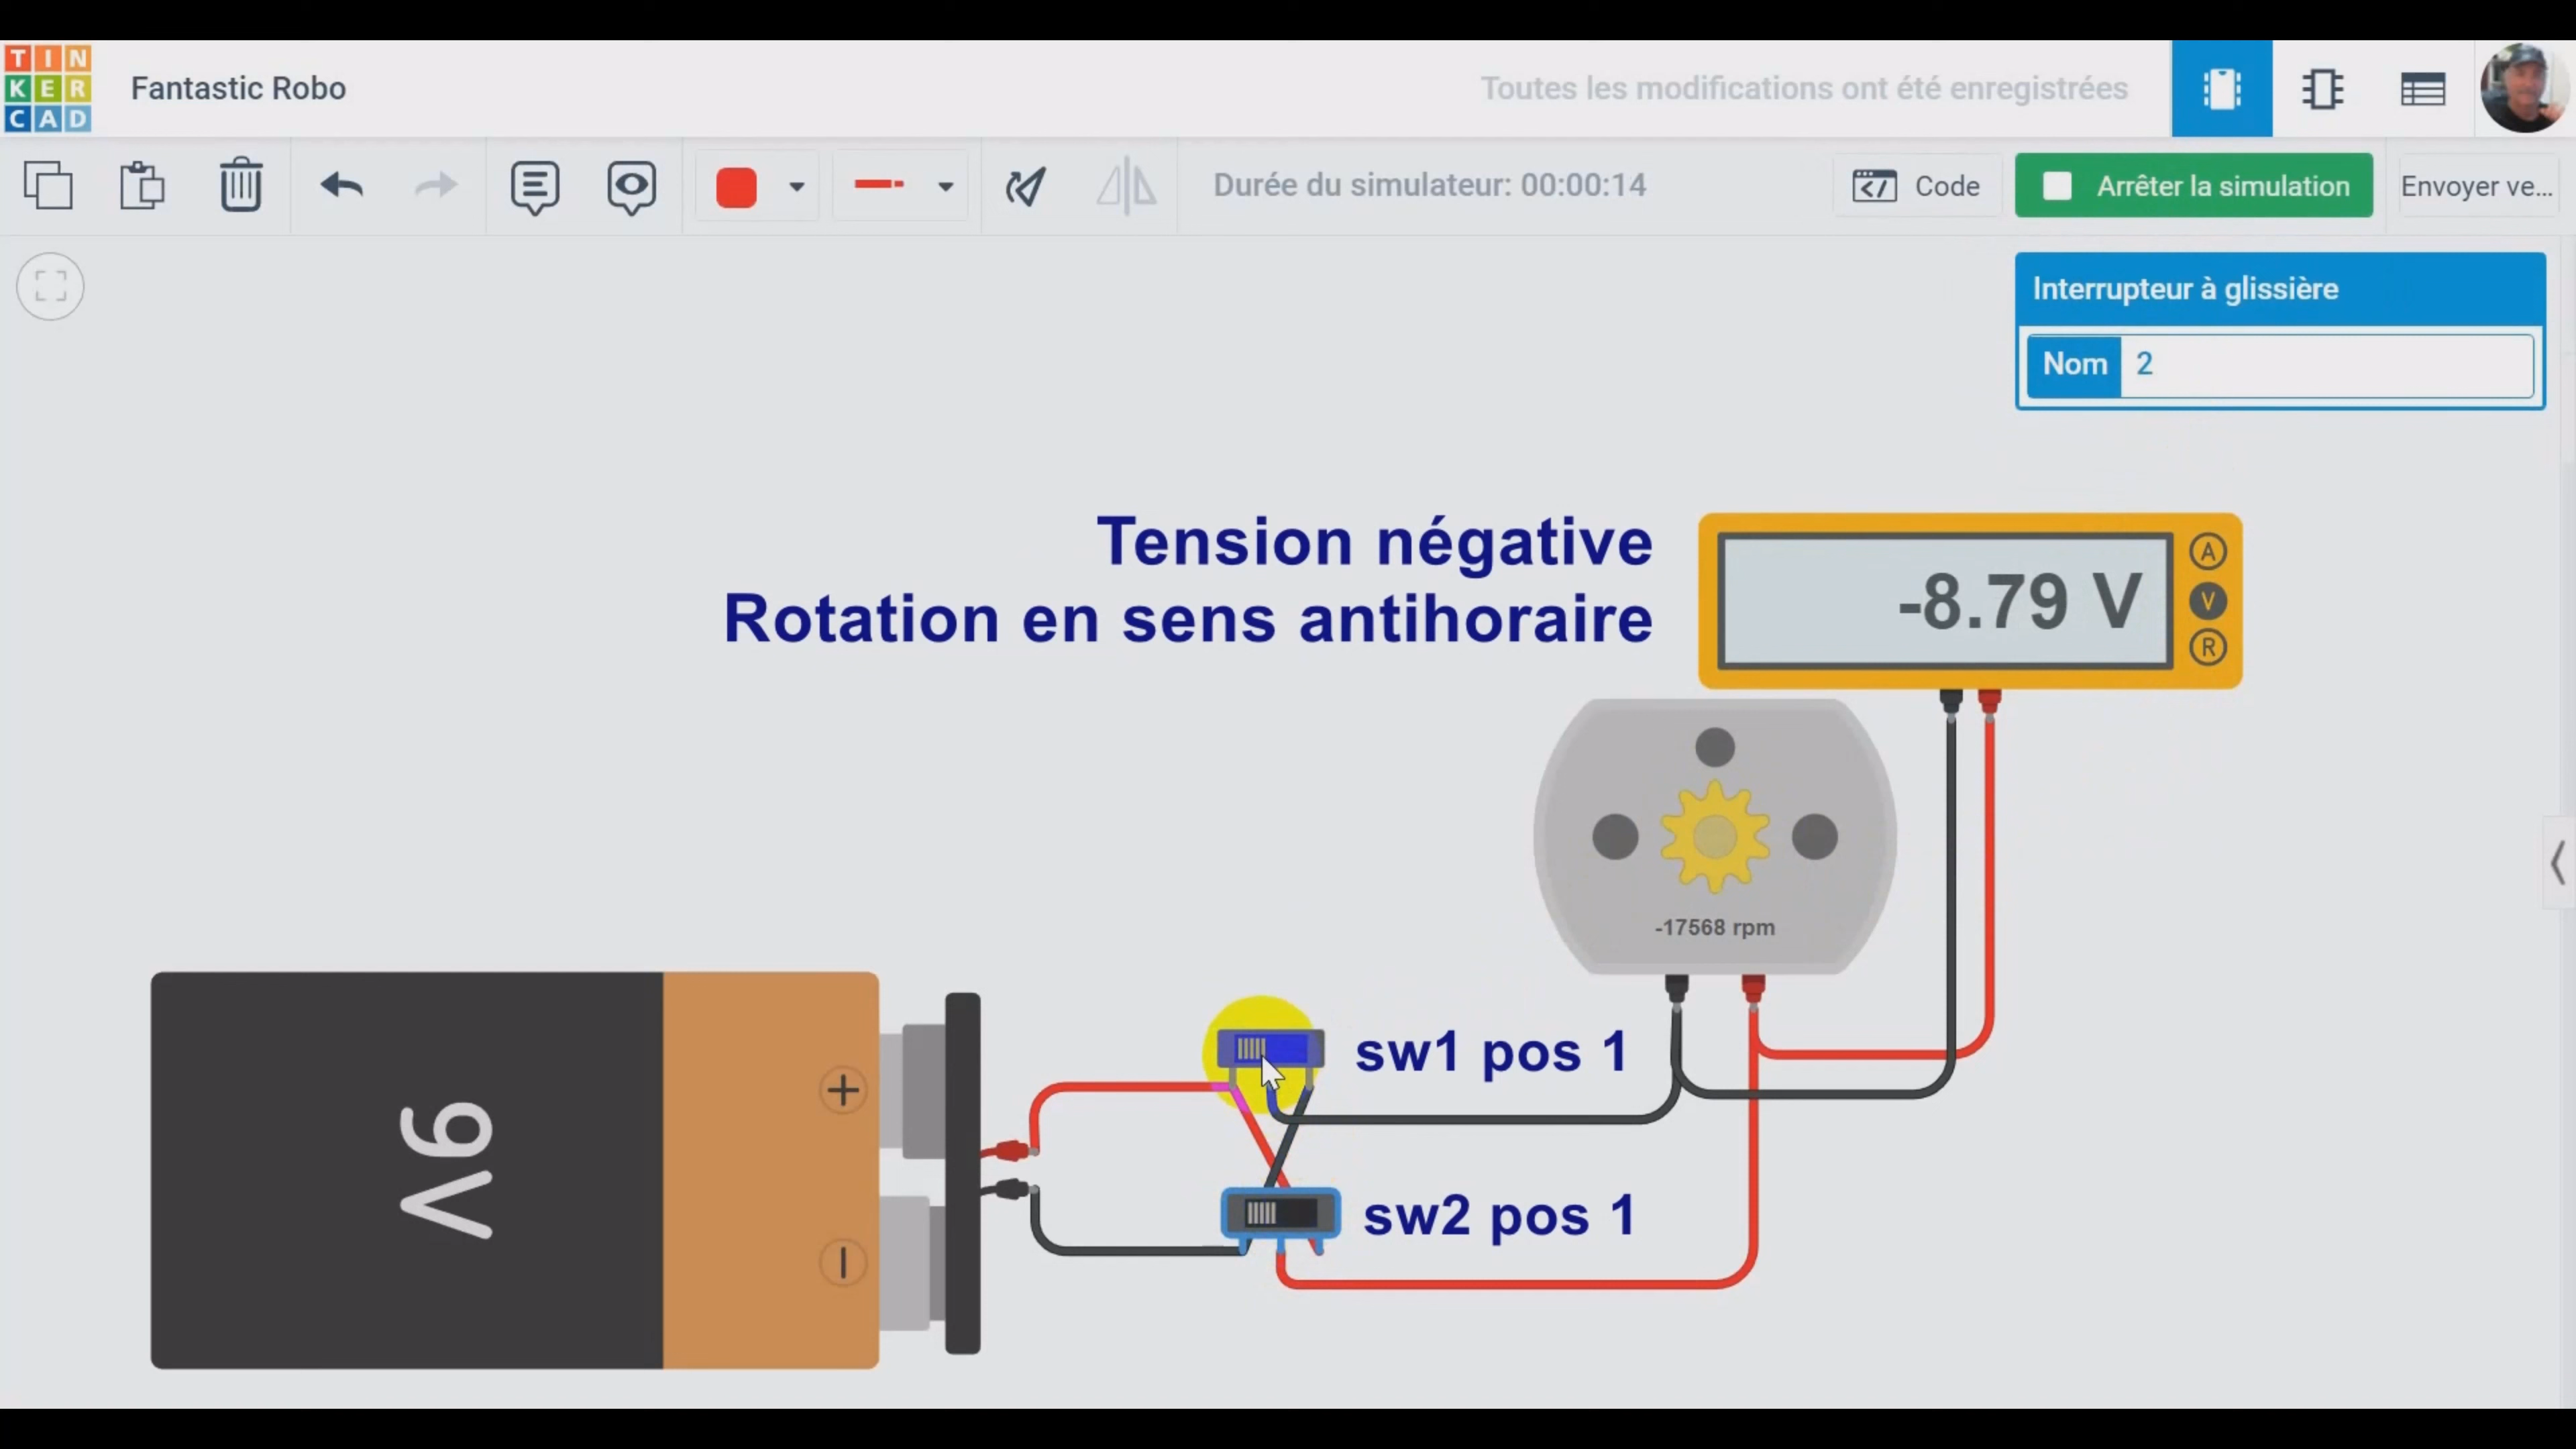 TIN
KER
CAD
Fantastic Robo
Toutes les modifications ont été enregistrées
Durée du simulateur: 00:00:14
Code
Arrêter la simulation
Envoyer ve...
Interrupteur à glissière
Nom 2
Tension négative
Rotation en sens antihoraire
-8.79 V
A
V
R
-17568 rpm
9V
+
−
sw1 pos 1
sw2 pos 1